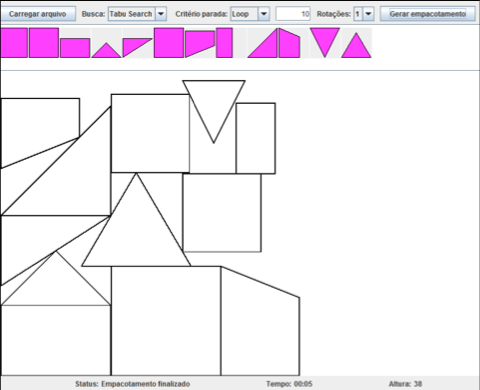 Carregar arquivo Busca: Tabu Search Critério parada: Loop 10 Rotações: 1 Gerar empacotamento
Status: Empacotamento finalizado Tempo: 00:05 Altura: 38